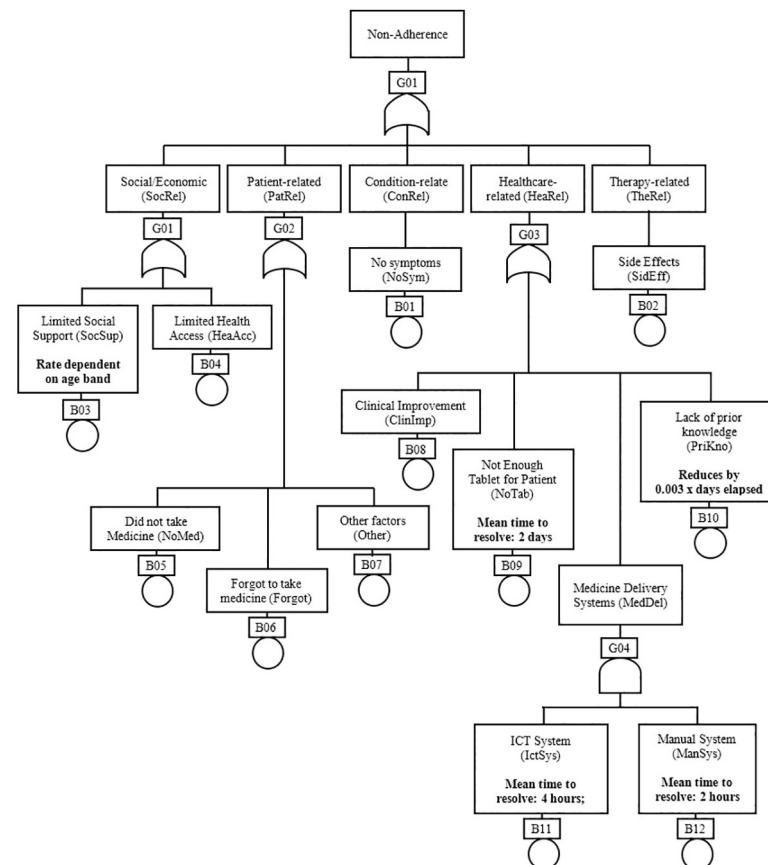 Non-Adherence
G01
Social/Economic
(SocRel)
Patient-related
(PatRel)
Condition-relate
(ConRel)
Healthcare-
related (HeaRel)
Therapy-related
(TheRel)
G01
G02
G03
No symptoms
(NoSym)
Side Effects
(SidEff)
B01
B02
Limited Social
Support (SocSup)
Rate dependent
on age band
Limited Health
Access (HeaAcc)
B04
B03
Clinical Improvement
(ClinImp)
B08
Not Enough
Tablet for Patient
(NoTab)
Mean time to
resolve: 2 days
B09
Lack of prior
knowledge
(PriKno)
Reduces by
0.003 x days elapsed
B10
Did not take
Medicine (NoMed)
B05
Forgot to take
medicine (Forgot)
B06
Other factors
(Other)
B07
Medicine Delivery
Systems (MedDel)
G04
ICT System
(IctSys)
Mean time to
resolve: 4 hours;
B11
Manual System
(ManSys)
Mean time to
resolve: 2 hours
B12